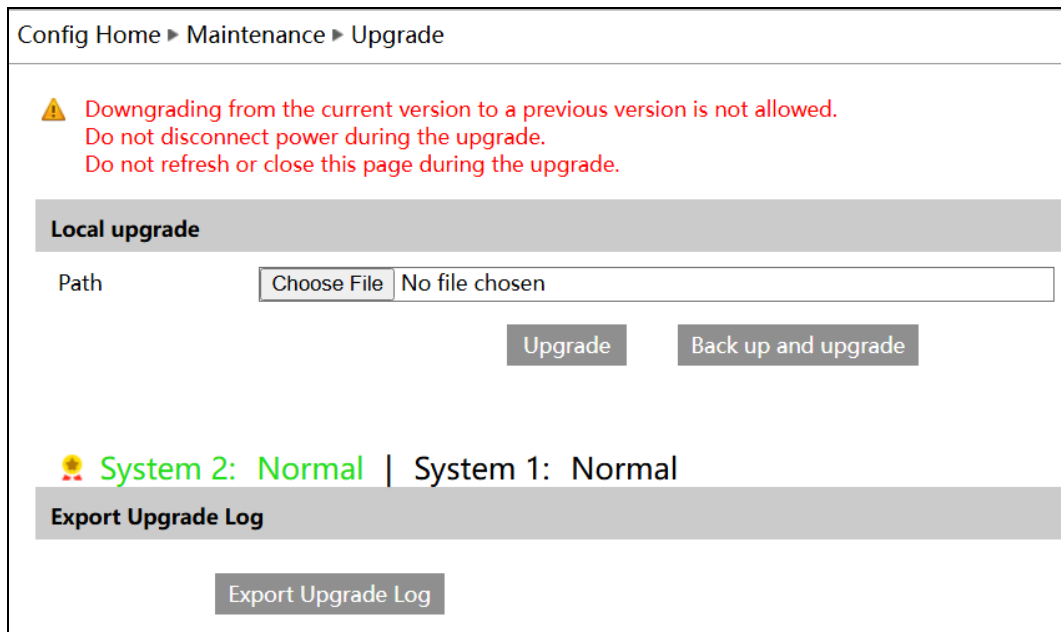 Config Home ▸ Maintenance ▸ Upgrade
Downgrading from the current version to a previous version is not allowed.
Do not disconnect power during the upgrade.
Do not refresh or close this page during the upgrade.
Local upgrade
Path Choose File No file chosen
Upgrade Back up and upgrade
System 2: Normal | System 1: Normal
Export Upgrade Log
Export Upgrade Log